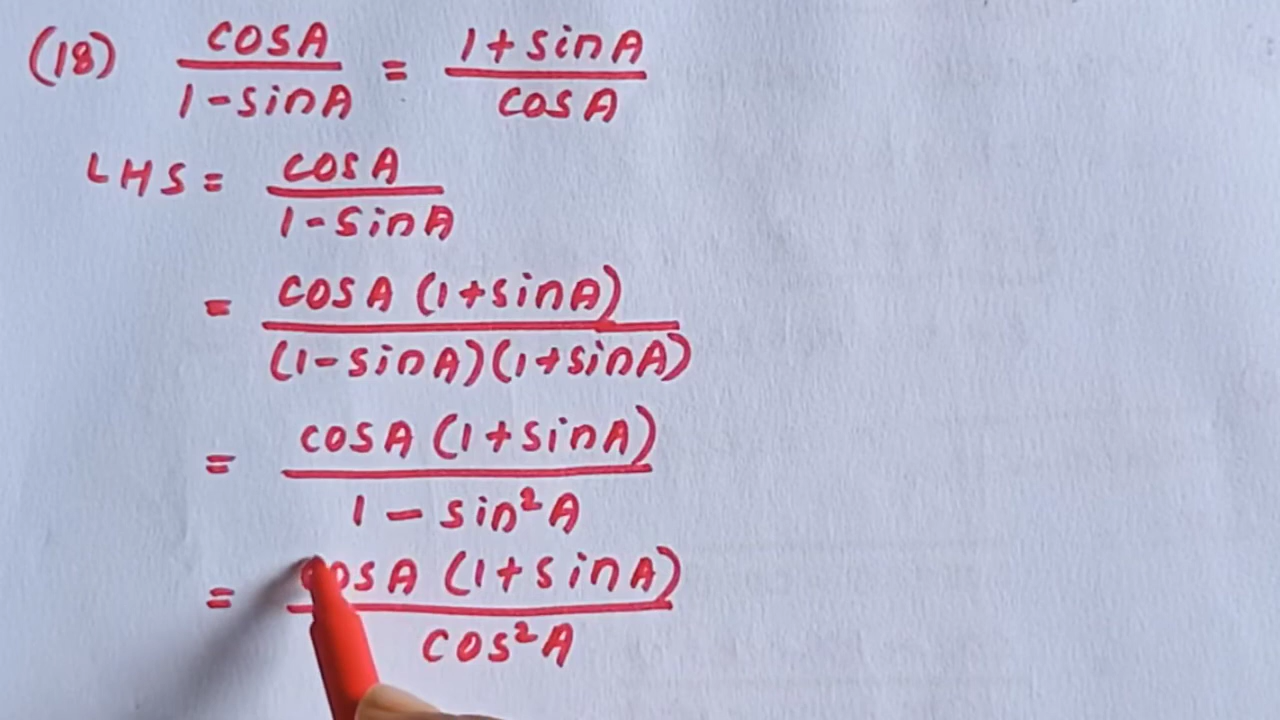 (18) cosA / 1-sinA = 1+sinA / cosA
LHS = cosA / 1-sinA
= cosA (1+sinA) / (1-sinA)(1+sinA)
= cosA (1+sinA) / 1-sin²A
= cosA (1+sinA) / cos²A